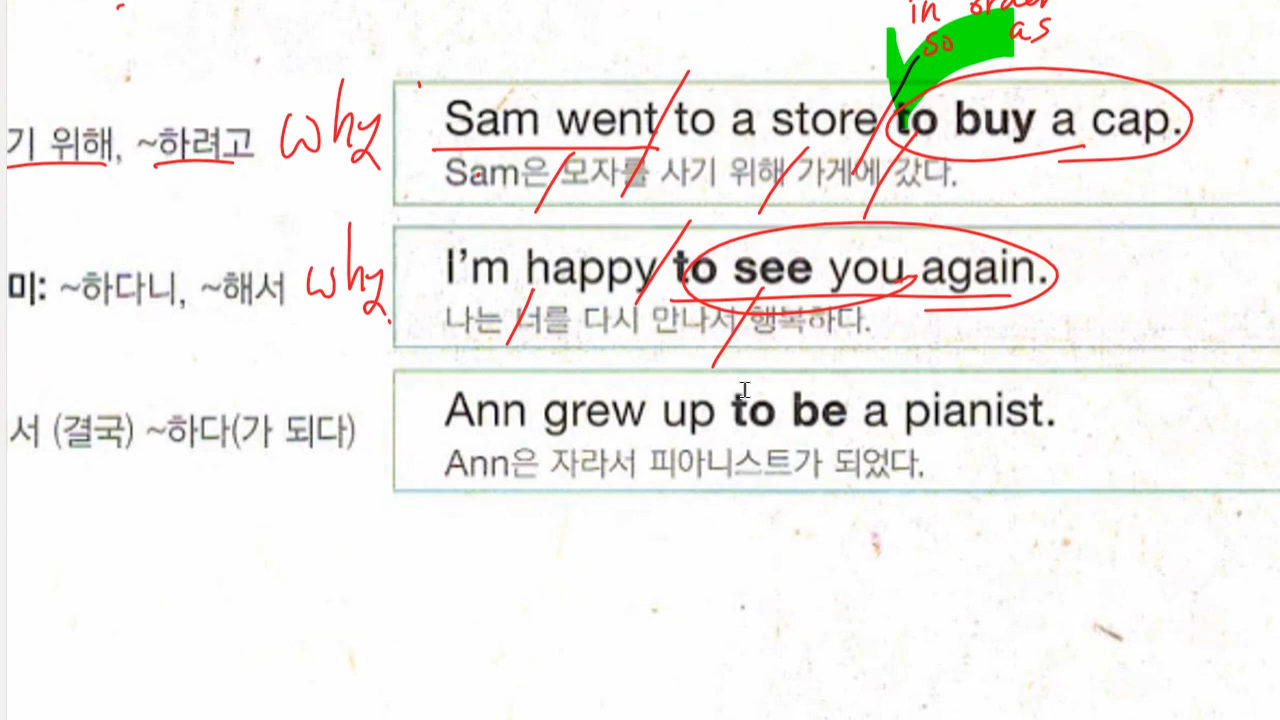 in order
so as
기 위해, ~하려고 why
Sam went to a store to buy a cap.
Sam은 모자를 사기 위해 가게에 갔다.
미: ~하다니, ~해서 why.
I'm happy to see you again.
나는 너를 다시 만나서 행복하다.
서 (결국) ~하다(가 되다)
Ann grew up to be a pianist.
Ann은 자라서 피아니스트가 되었다.